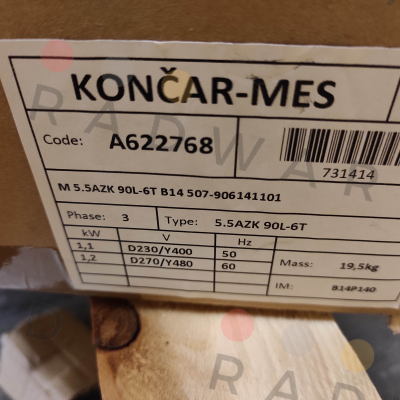 KONČAR-MES
Code: A622768
731414
M 5.5AZK 90L-6T B14 507-906141101
Phase: 3 Type: 5.5AZK 90L-6T
kW V Hz
1,1 D230/Y400 50
1,2 D270/Y480 60
Mass: 19,5kg
IM: B14P140
RADWAR
RADWAR